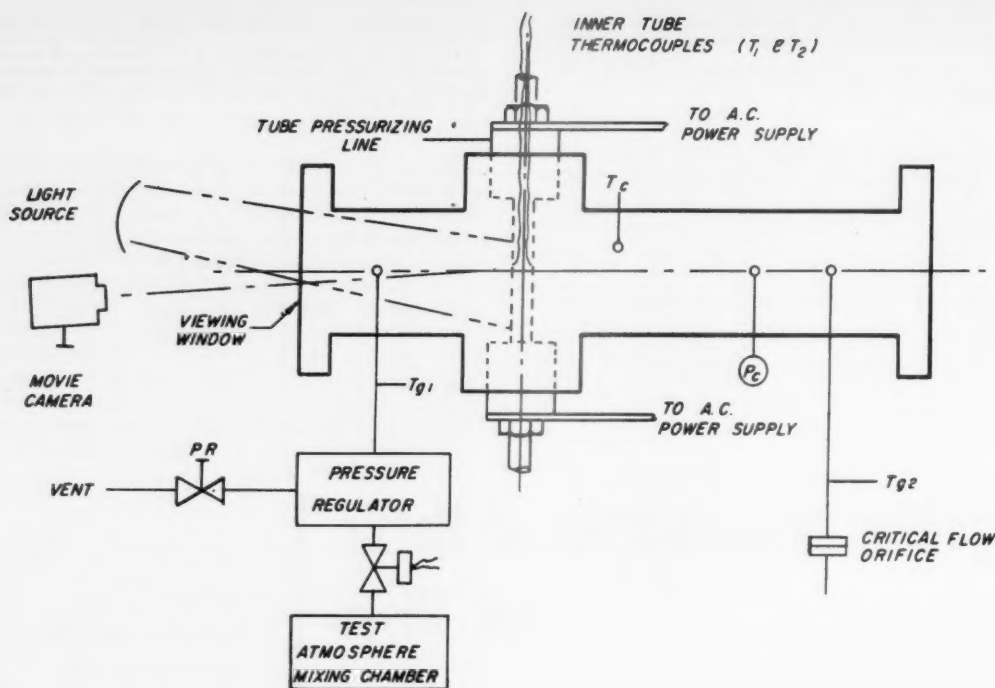 INNER TUBE
THERMOCOUPLES (T1 & T2)
TO A.C.
POWER SUPPLY
TUBE PRESSURIZING
LINE
Tc
LIGHT
SOURCE
VIEWING
WINDOW
MOVIE
CAMERA
Pc
Tg1
TO A.C.
POWER SUPPLY
PR
VENT
PRESSURE
REGULATOR
Tg2
CRITICAL FLOW
ORIFICE
TEST
ATMOSPHERE
MIXING CHAMBER